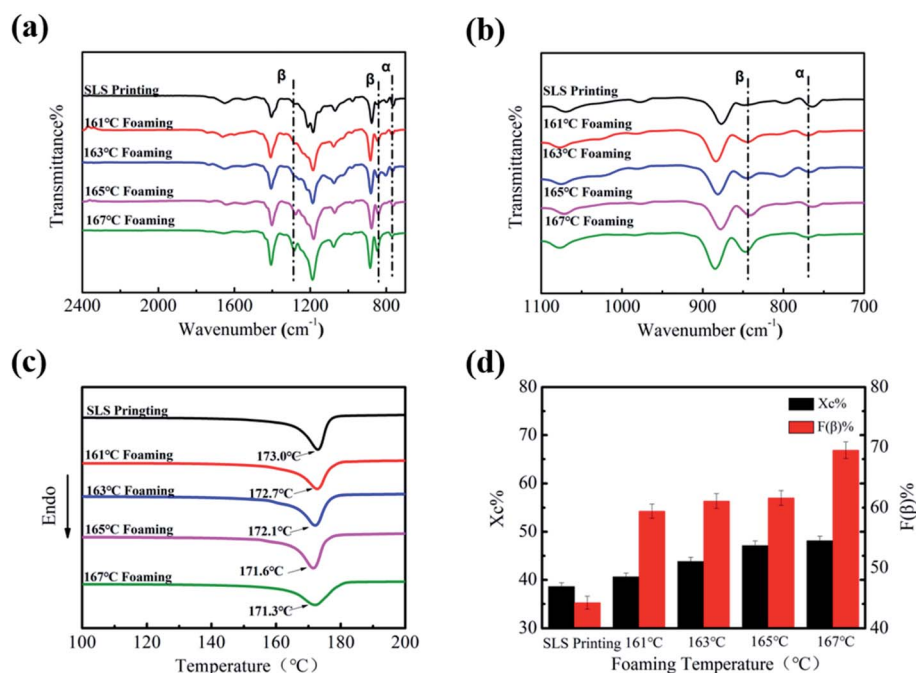 (a)
β
β
α
SLS Printing
161℃ Foaming
163℃ Foaming
165℃ Foaming
167℃ Foaming
Transmittance%
2400 2000 1600 1200 800
Wavenumber (cm⁻¹)
(b)
β
α
SLS Printing
161℃ Foaming
163℃ Foaming
165℃ Foaming
167℃ Foaming
Transmittance%
1100 1000 900 800 700
Wavenumber (cm⁻¹)
(c)
SLS Pringting
173.0℃
161℃ Foaming
172.7℃
163℃ Foaming
172.1℃
165℃ Foaming
171.6℃
167℃ Foaming
171.3℃
Endo
100 120 140 160 180 200
Temperature (℃)
(d)
80
70
60
50
40
30
Xc%
Xc%
F(β)%
80
70
60
50
40
F(β)%
SLS Printing 161℃ 163℃ 165℃ 167℃
Foaming Temperature (℃)